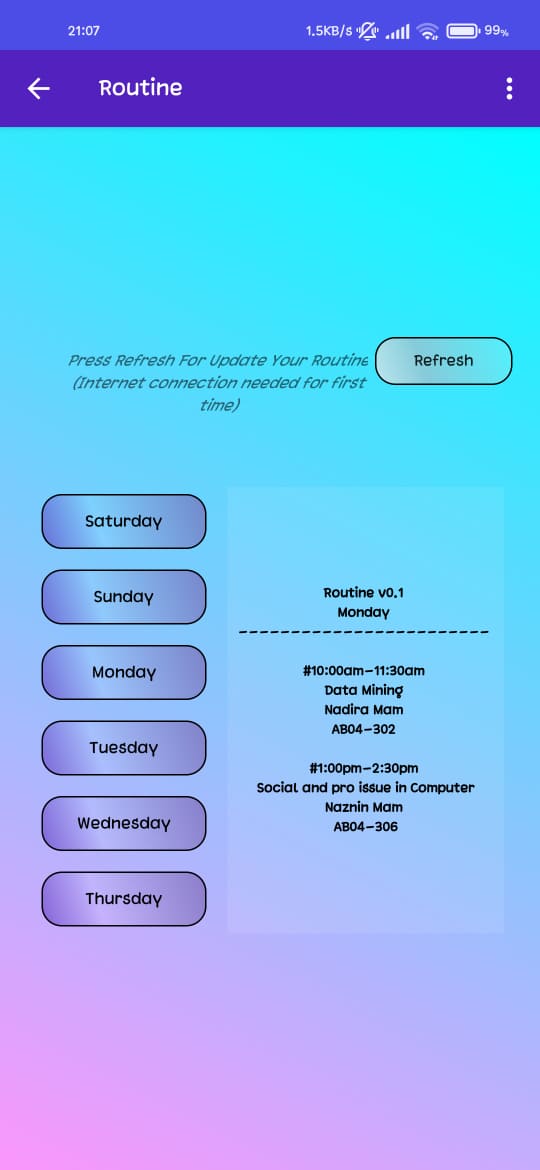 21:07
1.5KB/s
99%
Routine
Press Refresh For Update Your Routine
(Internet connection needed for first
time)
Refresh
Saturday
Sunday
Monday
Tuesday
Wednesday
Thursday
Routine v0.1
Monday
--------------------------------
#10:00am-11:30am
Data Mining
Nadira Mam
AB04-302
#1:00pm-2:30pm
Social and pro issue in Computer
Naznin Mam
AB04-306